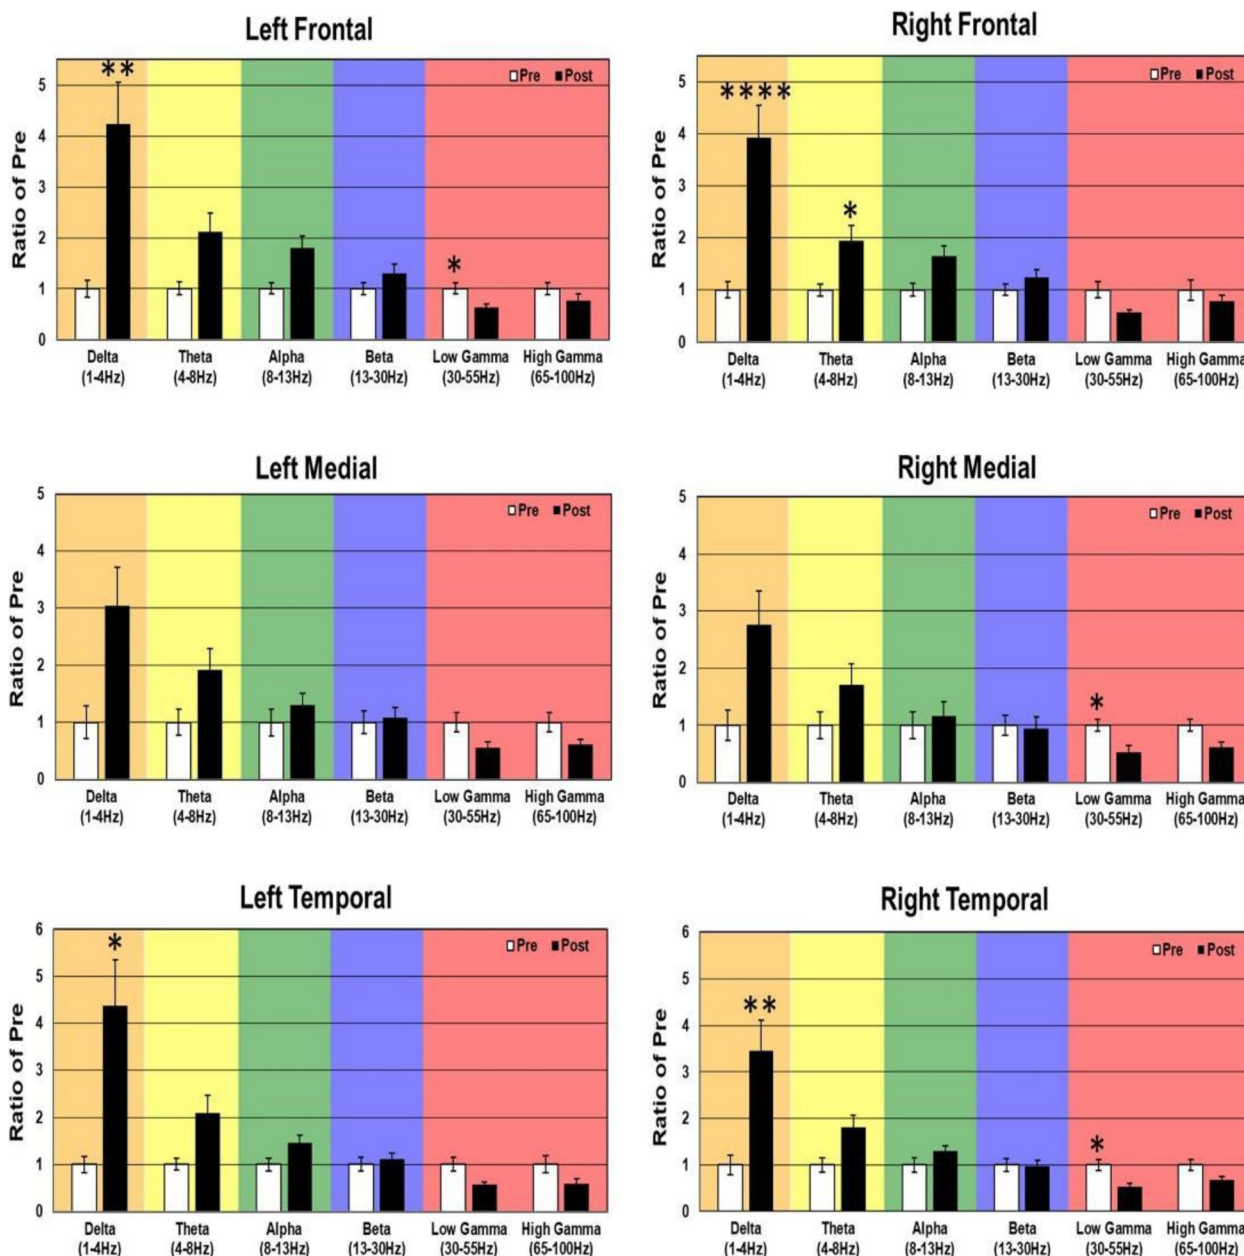 Left Frontal
Right Frontal
Ratio of Pre
5
4
3
2
1
0
**
*
Pre Post
Delta Theta Alpha Beta Low Gamma High Gamma
(1-4Hz) (4-8Hz) (8-13Hz) (13-30Hz) (30-55Hz) (65-100Hz)
Ratio of Pre
5
4
3
2
1
0
****
*
Pre Post
Delta Theta Alpha Beta Low Gamma High Gamma
(1-4Hz) (4-8Hz) (8-13Hz) (13-30Hz) (30-55Hz) (65-100Hz)
Left Medial
Right Medial
Ratio of Pre
5
4
3
2
1
0
Pre Post
Delta Theta Alpha Beta Low Gamma High Gamma
(1-4Hz) (4-8Hz) (8-13Hz) (13-30Hz) (30-55Hz) (65-100Hz)
Ratio of Pre
5
4
3
2
1
0
*
Pre Post
Delta Theta Alpha Beta Low Gamma High Gamma
(1-4Hz) (4-8Hz) (8-13Hz) (13-30Hz) (30-55Hz) (65-100Hz)
Left Temporal
Right Temporal
Ratio of Pre
6
5
4
3
2
1
0
*
Pre Post
Delta Theta Alpha Beta Low Gamma High Gamma
(1-4Hz) (4-8Hz) (8-13Hz) (13-30Hz) (30-55Hz) (65-100Hz)
Ratio of Pre
6
5
4
3
2
1
0
**
*
Pre Post
Delta Theta Alpha Beta Low Gamma High Gamma
(1-4Hz) (4-8Hz) (8-13Hz) (13-30Hz) (30-55Hz) (65-100Hz)